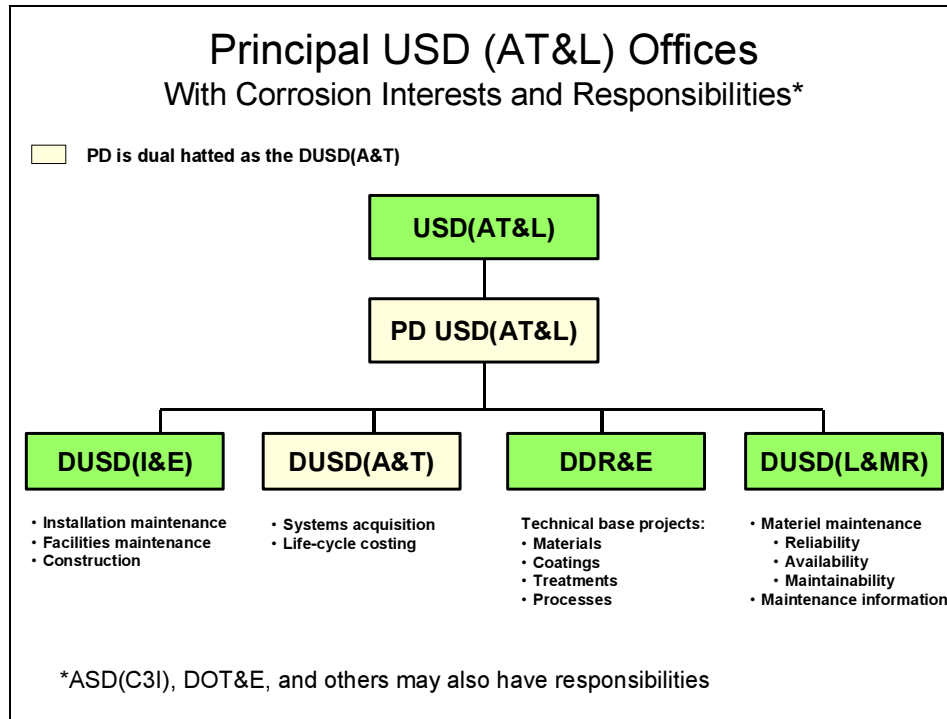 Principal USD (AT&L) Offices
With Corrosion Interests and Responsibilities*
PD is dual hatted as the DUSD(A&T)
USD(AT&L)
PD USD(AT&L)
DUSD(I&E)
• Installation maintenance
• Facilities maintenance
• Construction
DUSD(A&T)
• Systems acquisition
• Life-cycle costing
DDR&E
Technical base projects:
• Materials
• Coatings
• Treatments
• Processes
DUSD(L&MR)
• Materiel maintenance
• Reliability
• Availability
• Maintainability
• Maintenance information
*ASD(C3I), DOT&E, and others may also have responsibilities